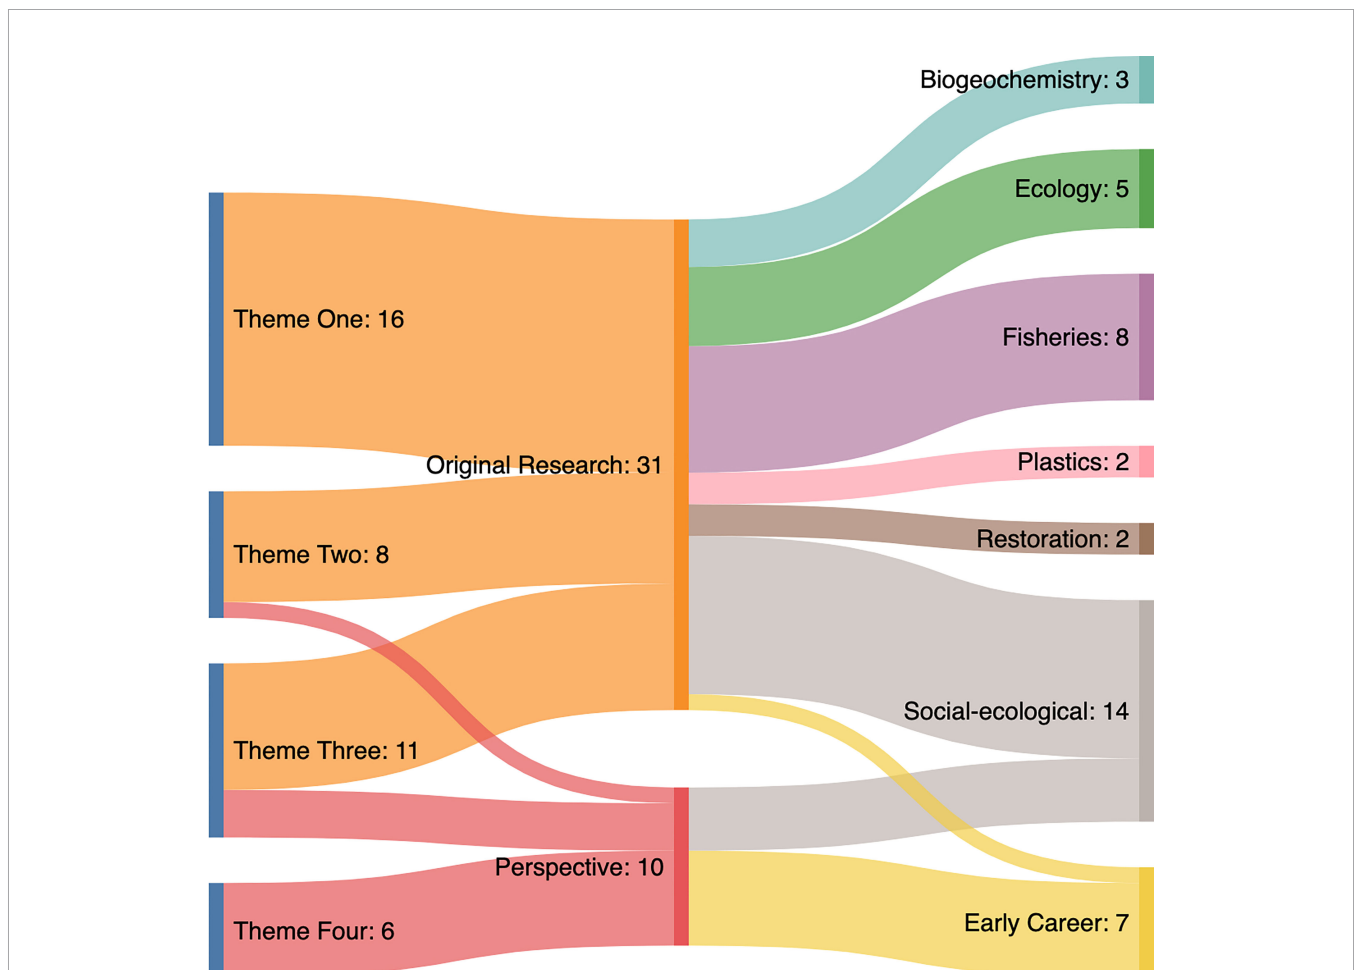 Biogeochemistry: 3
Ecology: 5
Theme One: 16
Fisheries: 8
Original Research: 31
Plastics: 2
Theme Two: 8
Restoration: 2
Social-ecological: 14
Theme Three: 11
Perspective: 10
Theme Four: 6
Early Career: 7